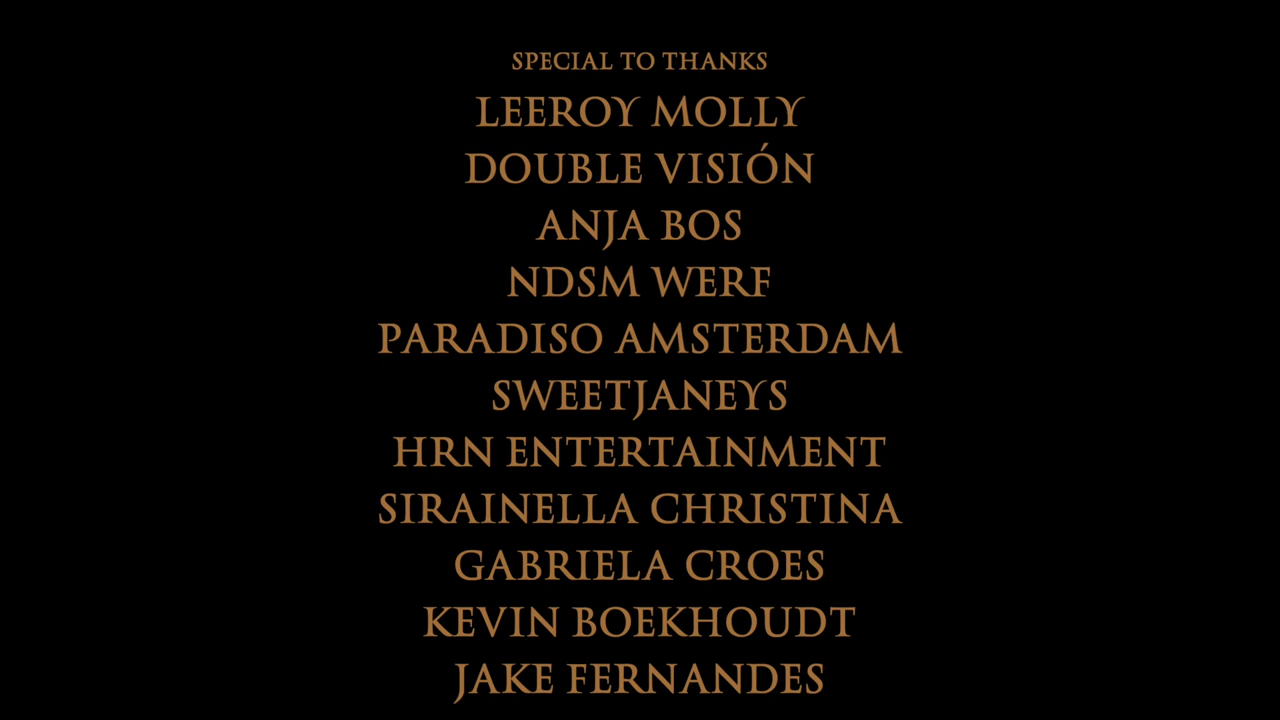 SPECIAL TO THANKS
LEEROY MOLLY
DOUBLE VISIÓN
ANJA BOS
NDSM WERF
PARADISO AMSTERDAM
SWEETJANEYS
HRN ENTERTAINMENT
SIRAINELLA CHRISTINA
GABRIELA CROES
KEVIN BOEKHOUDT
JAKE FERNANDES